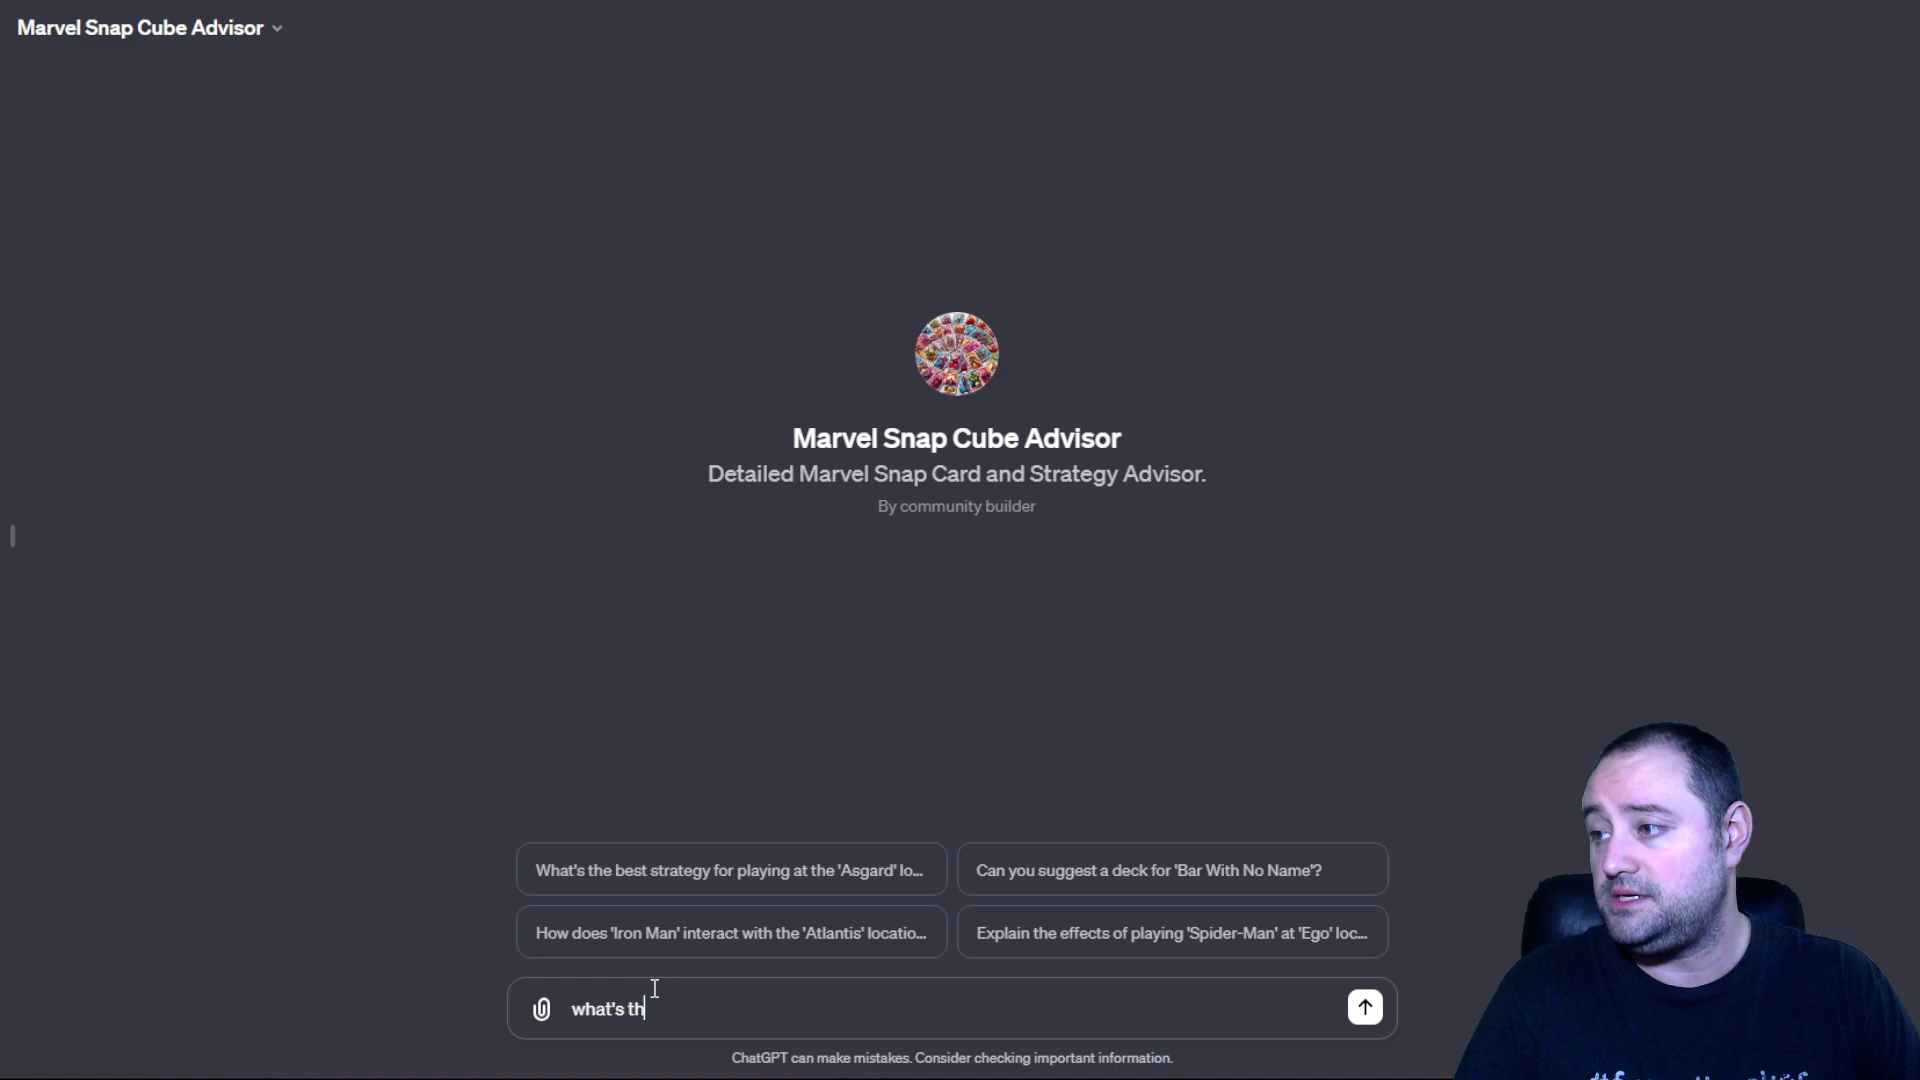 Marvel Snap Cube Advisor
Marvel Snap Cube Advisor
Detailed Marvel Snap Card and Strategy Advisor.
By community builder
What's the best strategy for playing at the 'Asgard' lo...
Can you suggest a deck for 'Bar With No Name'?
How does 'Iron Man' interact with the 'Atlantis' locatio...
Explain the effects of playing 'Spider-Man' at 'Ego' loc...
what's th
ChatGPT can make mistakes. Consider checking important information.